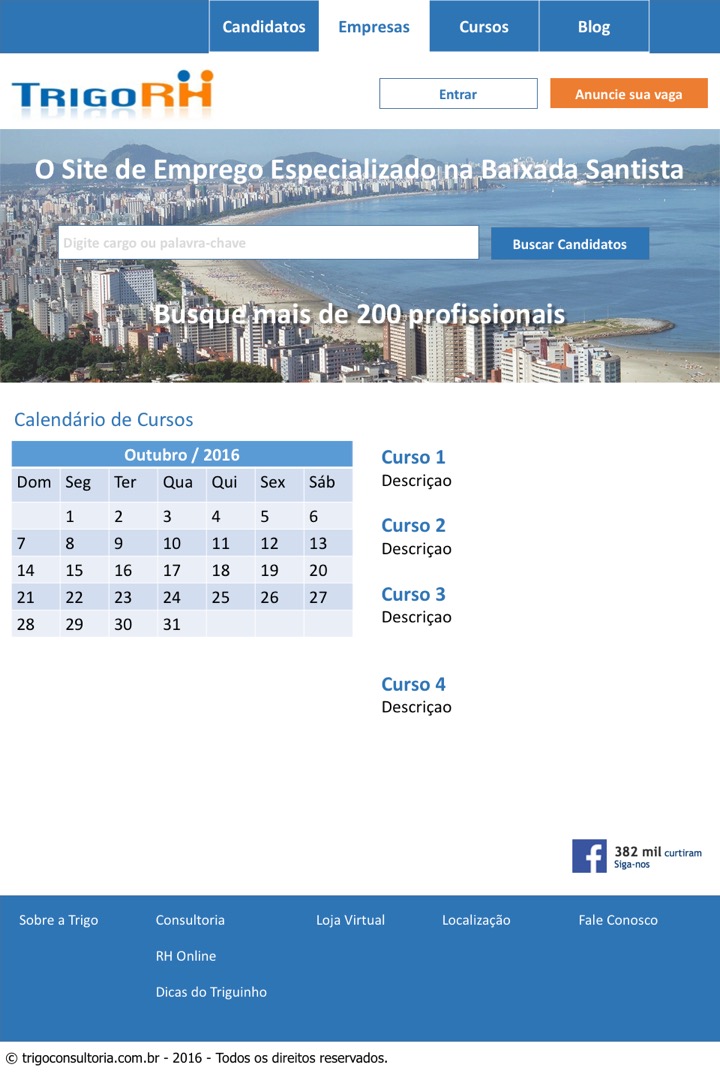 Candidatos Empresas Cursos Blog
TRIGORH Entrar Anuncie sua vaga
O Site de Emprego Especializado na Baixada Santista
Digite cargo ou palavra-chave Buscar Candidatos
Busque mais de 200 profissionais
Calendário de Cursos
Outubro / 2016
Dom Seg Ter Qua Qui Sex Sáb
1 2 3 4 5 6
7 8 9 10 11 12 13
14 15 16 17 18 19 20
21 22 23 24 25 26 27
28 29 30 31
Curso 1
Descriçao
Curso 2
Descriçao
Curso 3
Descriçao
Curso 4
Descriçao
f 382 mil curtiram
Siga-nos
Sobre a Trigo Consultoria Loja Virtual Localização Fale Conosco
RH Online
Dicas do Triguinho
© trigoconsultoria.com.br - 2016 - Todos os direitos reservados.